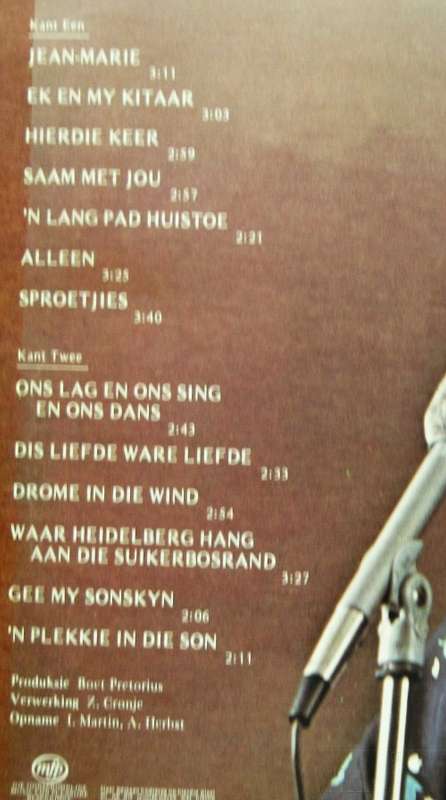 Kant Een
JEAN-MARIE
3:11
EK EN MY KITAAR
3:03
HIERDIE KEER
2:59
SAAM MET JOU
2:57
'N LANG PAD HUISTOE
2:21
ALLEEN
3:25
SPROETJIES
3:40
Kant Twee
ONS LAG EN ONS SING
EN ONS DANS
2:43
DIS LIEFDE WARE LIEFDE
2:33
DROME IN DIE WIND
2:54
WAAR HEIDELBERG HANG
AAN DIE SUIKERBOSRAND
3:27
GEE MY SONSKYN
2:06
'N PLEKKIE IN DIE SON
2:11
Produksie Boet Pretorius
Verwerking Z. Cronje
Opname I. Martin, A. Herbst
mfp